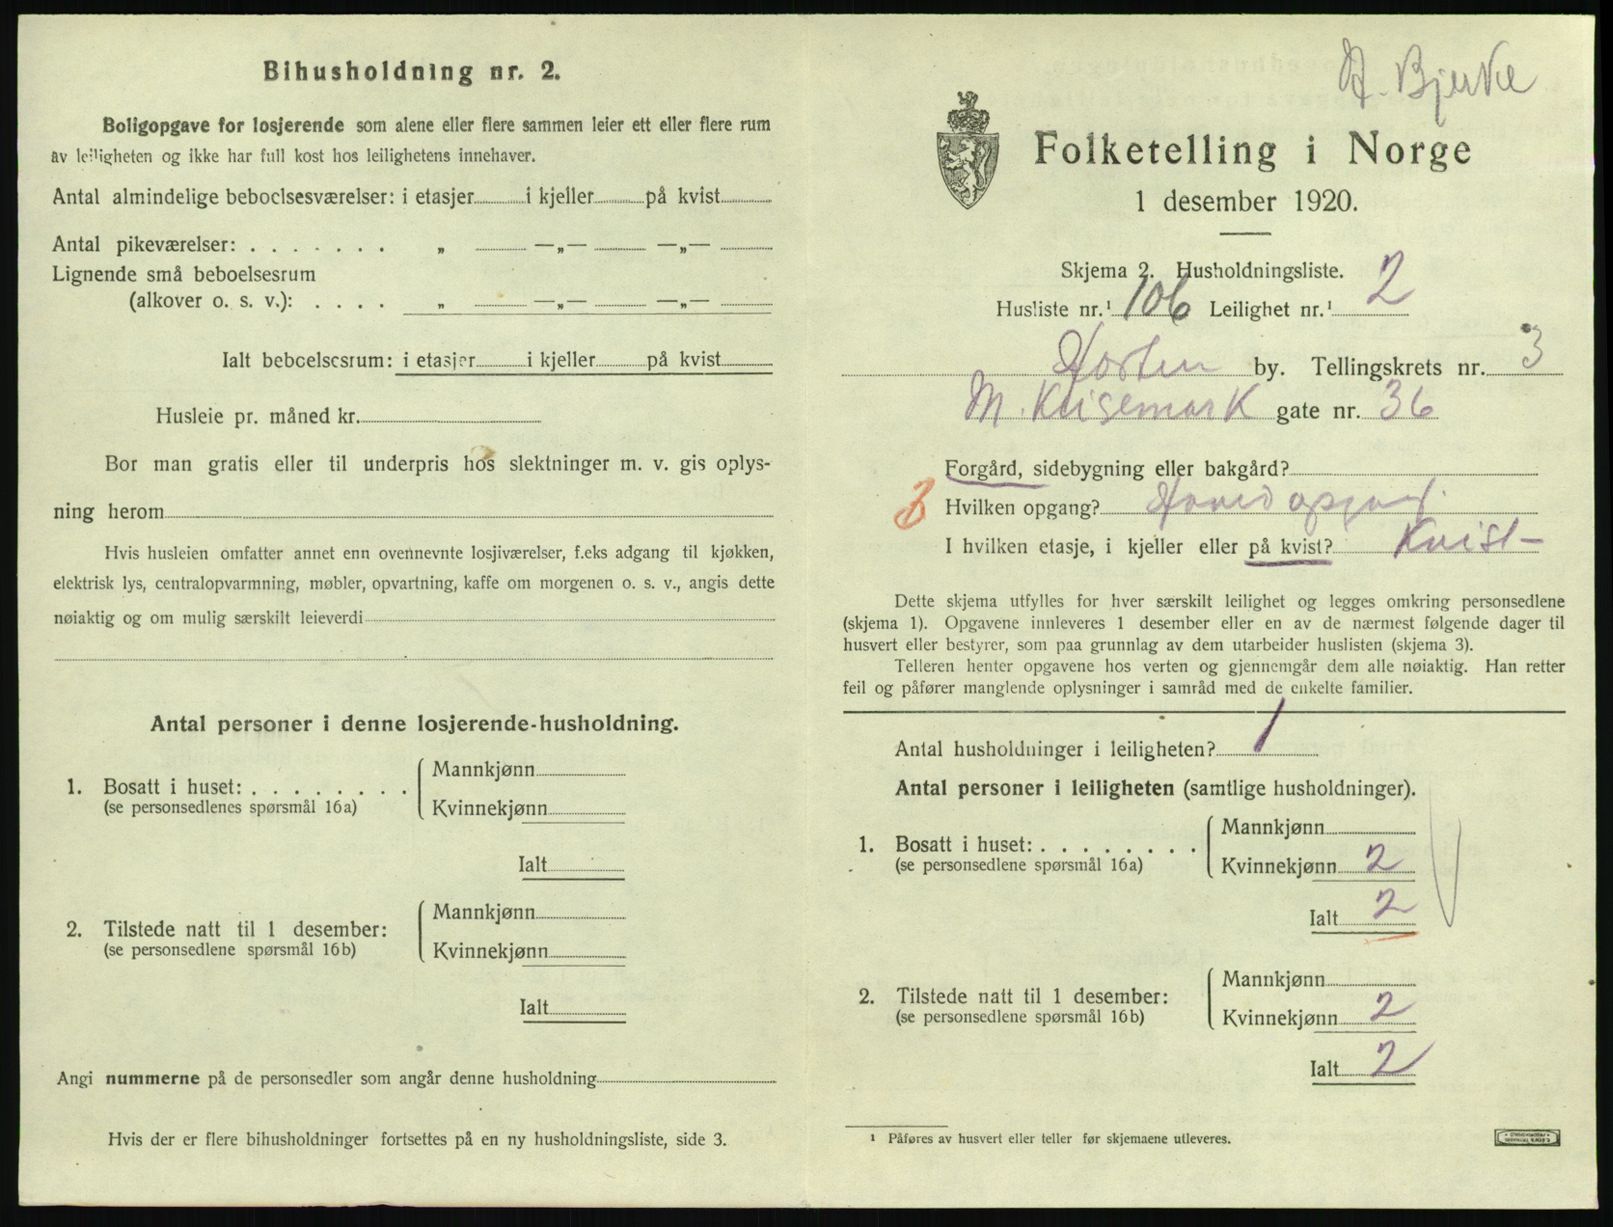 Bihusholdning nr. 2.
Boligopgave for losjerende som alene eller flere sammen leier ett eller flere rum
av leiligheten og ikke har full kost hos leilighetens innehaver.
Antal almindelige beboelsesværelser: i etasjer i kjeller på kvist
Antal pikeværelser: . . . . . . . „ —„— —„—
Lignende små beboelsesrum
(alkover o. s. v.): . . . . „ —„— —„—
Ialt beboelsesrum: i etasjer i kjeller på kvist
Husleie pr. måned kr.
Bor man gratis eller til underpris hos slektninger m. v. gis oplys-
ning herom
Hvis husleien omfatter annet enn ovennevnte losjiværelser, f.eks adgang til kjøkken,
elektrisk lys, centralopvarmning, møbler, opvartning, kaffe om morgenen o. s. v., angis dette
nøiaktig og om mulig særskilt leieverdi
Antal personer i denne losjerende-husholdning.
1. Bosatt i huset: . . . . . . . .
(se personsedlenes spørsmål 16a)
Mannkjønn
Kvinnekjønn
Ialt
2. Tilstede natt til 1 desember:
(se personsedlene spørsmål 16b)
Mannkjønn
Kvinnekjønn
Ialt
Angi nummerne på de personsedler som angår denne husholdning
Hvis der er flere bihusholdninger fortsettes på en ny husholdningsliste, side 3.
A. Bjerke
Folketelling i Norge
1 desember 1920.
Skjema 2. Husholdningsliste.
Husliste nr.¹ 106 Leilighet nr.¹ 2
Horten by. Tellingskrets nr. 3
M. Krigsmark gate nr. 36
Forgård, sidebygning eller bakgård?
Hvilken opgang? Hoved opgang.
I hvilken etasje, i kjeller eller på kvist? Kvist
Dette skjema utfylles for hver særskilt leilighet og legges omkring personsedlene
(skjema 1). Opgavene innleveres 1 desember eller en av de nærmest følgende dager til
husvert eller bestyrer, som paa grunnlag av dem utarbeider huslisten (skjema 3).
Telleren henter opgavene hos verten og gjennemgår dem alle nøiaktig. Han retter
feil og påfører manglende oplysninger i samråd med de enkelte familier.
Antal husholdninger i leiligheten? 1
Antal personer i leiligheten (samtlige husholdninger).
1. Bosatt i huset: . . . . . . . .
(se personsedlene spørsmål 16a)
Mannkjønn
Kvinnekjønn 2
Ialt 2
2. Tilstede natt til 1 desember:
(se personsedlene spørsmål 16b)
Mannkjønn
Kvinnekjønn 2
Ialt 2
¹ Påføres av husvert eller teller før skjemaene utleveres.